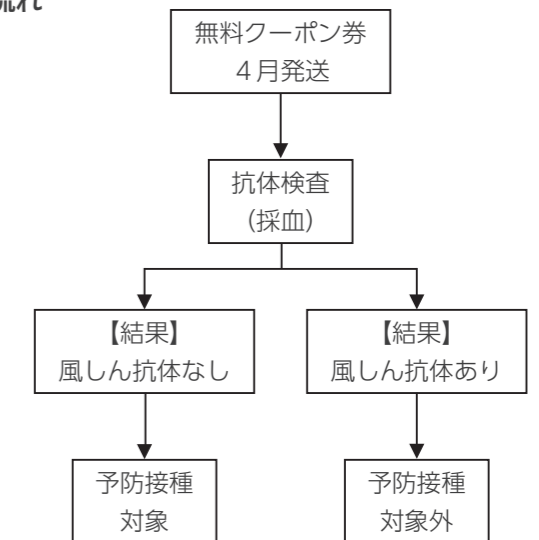 流れ
無料クーポン券
４月発送
抗体検査
（採血）
【結果】
風しん抗体なし
【結果】
風しん抗体あり
予防接種
対象
予防接種
対象外